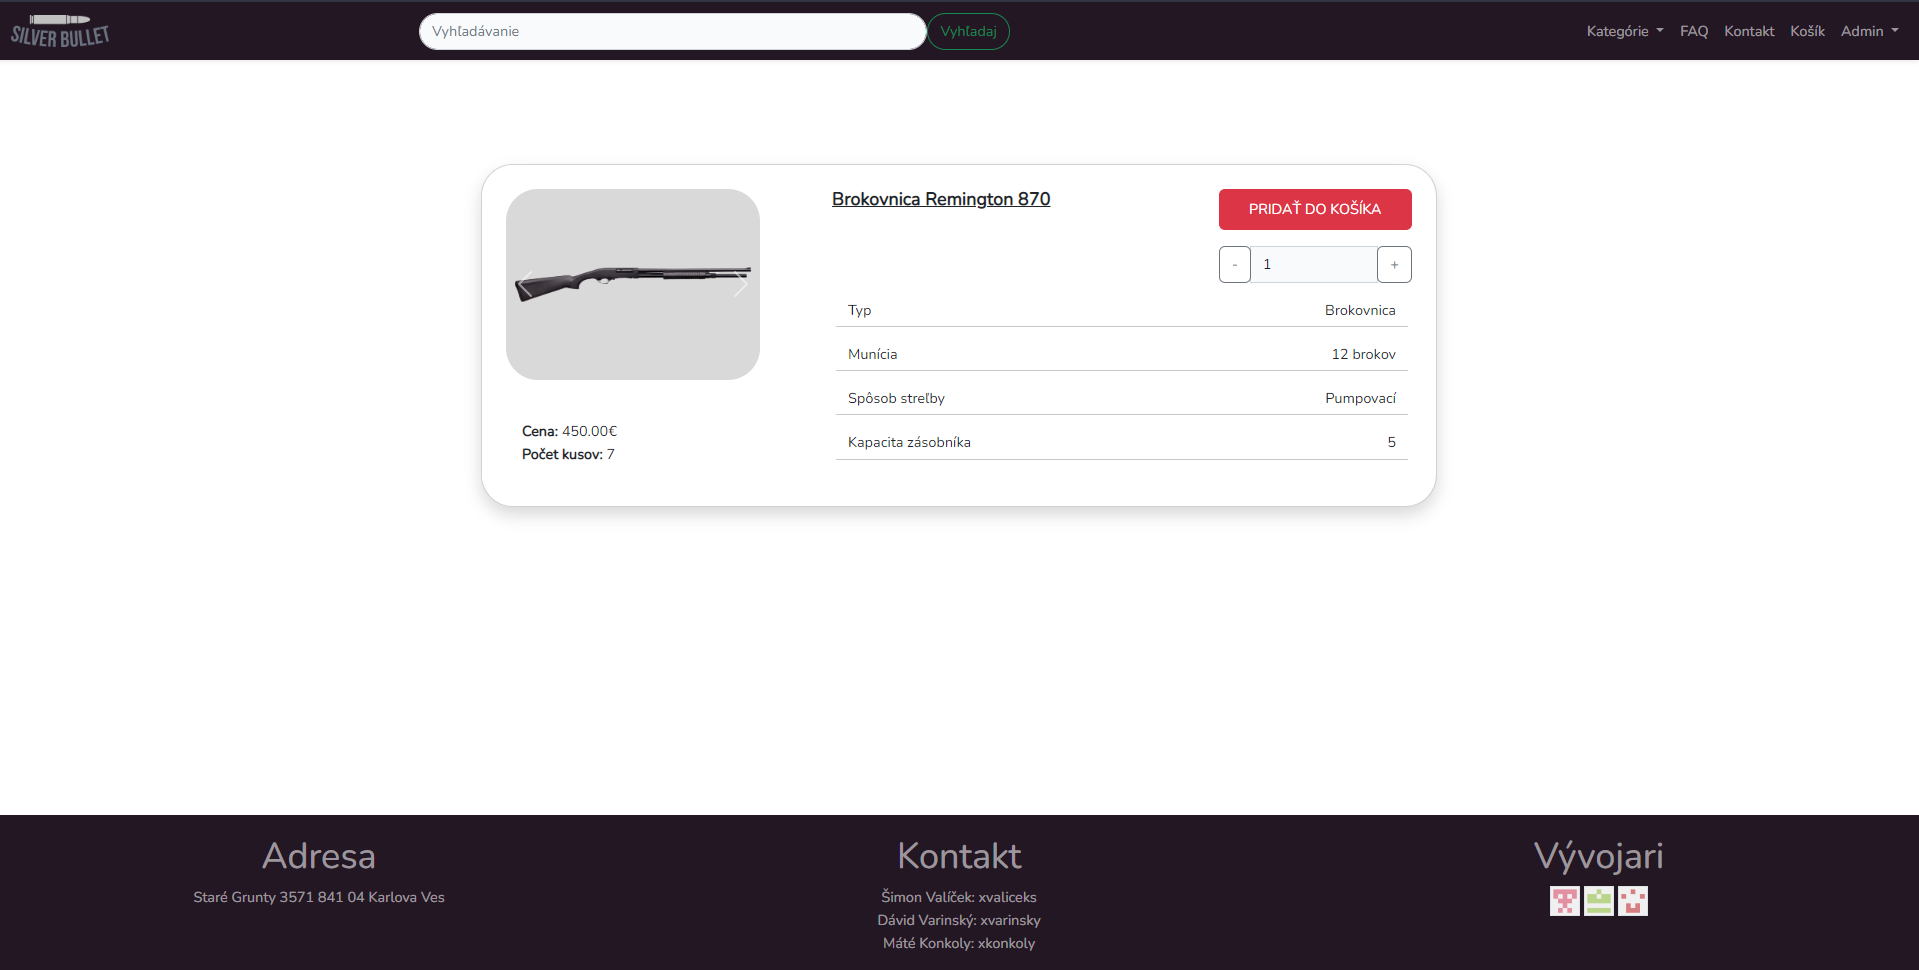 SILVER BULLET
Vyhľadávanie
Vyhľadaj
Kategórie
FAQ
Kontakt
Košík
Admin
Brokovnica Remington 870
PRIDAŤ DO KOŠÍKA
- 1 +
Typ Brokovnica
Munícia 12 brokov
Spôsob streľby Pumpovací
Kapacita zásobníka 5
Cena: 450.00€
Počet kusov: 7
Adresa
Staré Grunty 3571 841 04 Karlova Ves
Kontakt
Šimon Valíček: xvaliceks
Dávid Varinský: xvarinsky
Máté Konkoly: xkonkoly
Vývojari